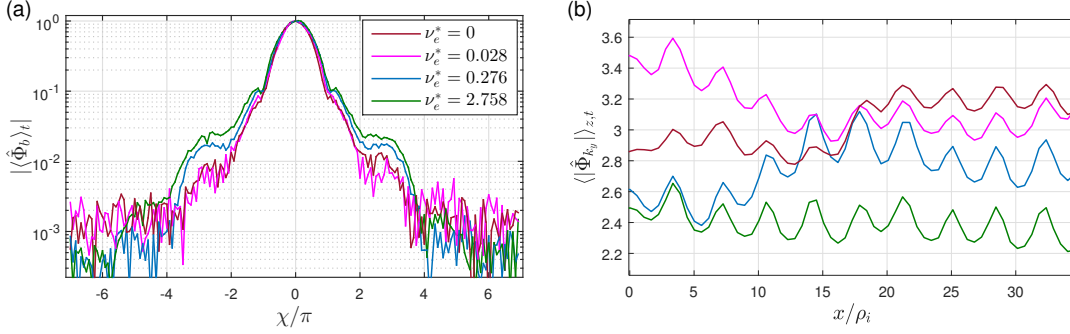 (a)
|⟨Φ̂_b⟩_t|
10^0
10^-1
10^-2
10^-3
-6 -4 -2 0 2 4 6
χ/π
ν_e^* = 0
ν_e^* = 0.028
ν_e^* = 0.276
ν_e^* = 2.758
(b)
⟨|Φ̂_{k_y}|⟩_{z,t}
3.6
3.4
3.2
3
2.8
2.6
2.4
2.2
0 5 10 15 20 25 30
x/ρ_i